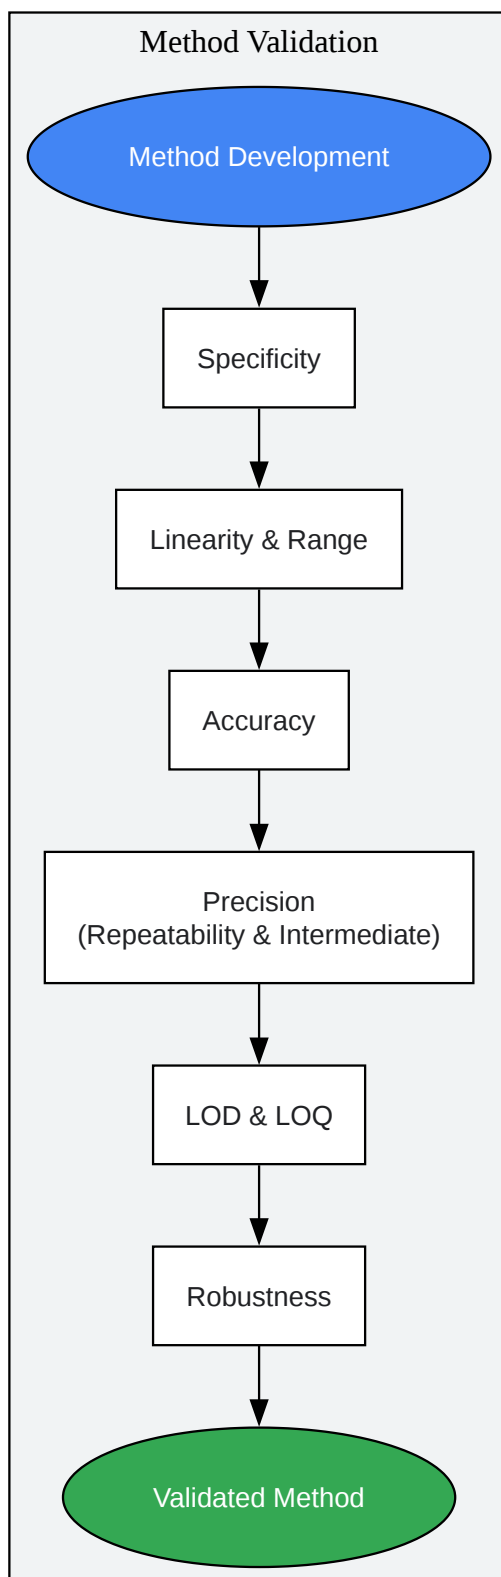 Method Validation
Method Development
Specificity
Linearity & Range
Accuracy
Precision
(Repeatability & Intermediate)
LOD & LOQ
Robustness
Validated Method